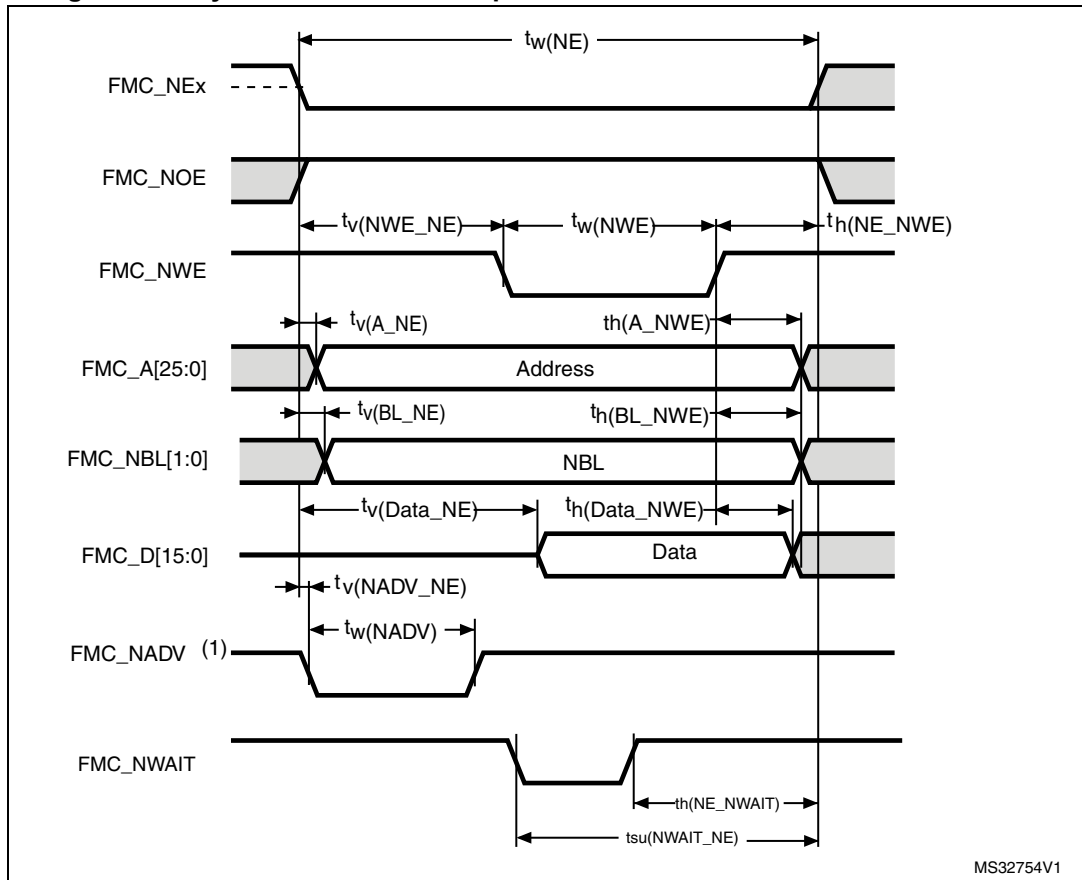 tw(NE)
FMC_NEx
FMC_NOE
tv(NWE_NE) tw(NWE) th(NE_NWE)
FMC_NWE
tv(A_NE) th(A_NWE)
FMC_A[25:0] Address
tv(BL_NE) th(BL_NWE)
FMC_NBL[1:0] NBL
tv(Data_NE) th(Data_NWE)
FMC_D[15:0] Data
tv(NADV_NE)
tw(NADV)
FMC_NADV (1)
FMC_NWAIT
th(NE_NWAIT)
tsu(NWAIT_NE)
MS32754V1